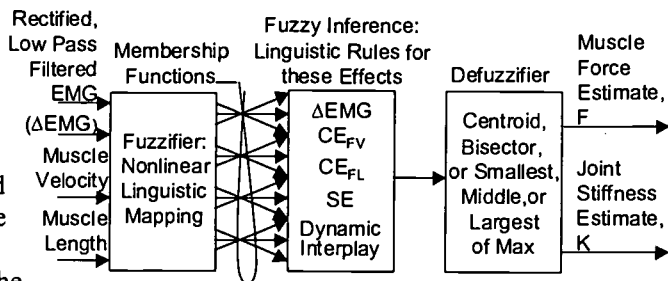 Rectified,
Low Pass
Filtered
EMG
(ΔEMG)
Muscle
Velocity
Muscle
Length
d
e
he
Membership
Functions
Fuzzifier:
Nonlinear
Linguistic
Mapping
Fuzzy Inference:
Linguistic Rules for
these Effects
ΔEMG
CE_FV
CE_FL
SE
Dynamic
Interplay
Defuzzifier
Centroid,
Bisector,
or Smallest,
Middle,or
Largest
of Max
Muscle
Force
Estimate,
F
Joint
Stiffness
Estimate,
K